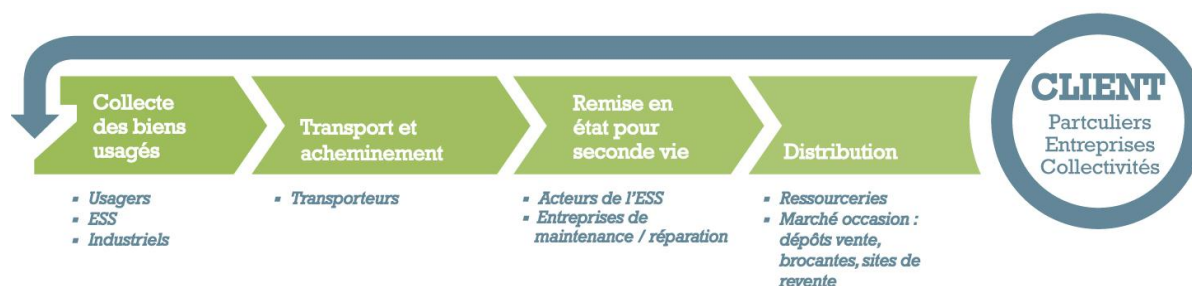 Collecte
des biens
usagés
Transport et
acheminement
Remise en
état pour
seconde vie
Distribution
CLIENT
Partculiers
Entreprises
Collectivités
▪ Usagers
▪ ESS
▪ Industriels
▪ Transporteurs
▪ Acteurs de l'ESS
▪ Entreprises de
maintenance / réparation
▪ Ressourceries
▪ Marché occasion :
dépôts vente,
brocantes, sites de
revente